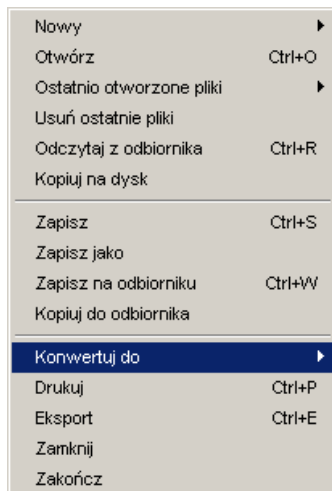 Nowy
Otwórz Ctrl+O
Ostatnio otworzone pliki
Usuń ostatnie pliki
Odczytaj z odbiornika Ctrl+R
Kopiuj na dysk
Zapisz Ctrl+S
Zapisz jako
Zapisz na odbiorniku Ctrl+W
Kopiuj do odbiornika
Konwertuj do
Drukuj Ctrl+P
Eksport Ctrl+E
Zamknij
Zakończ